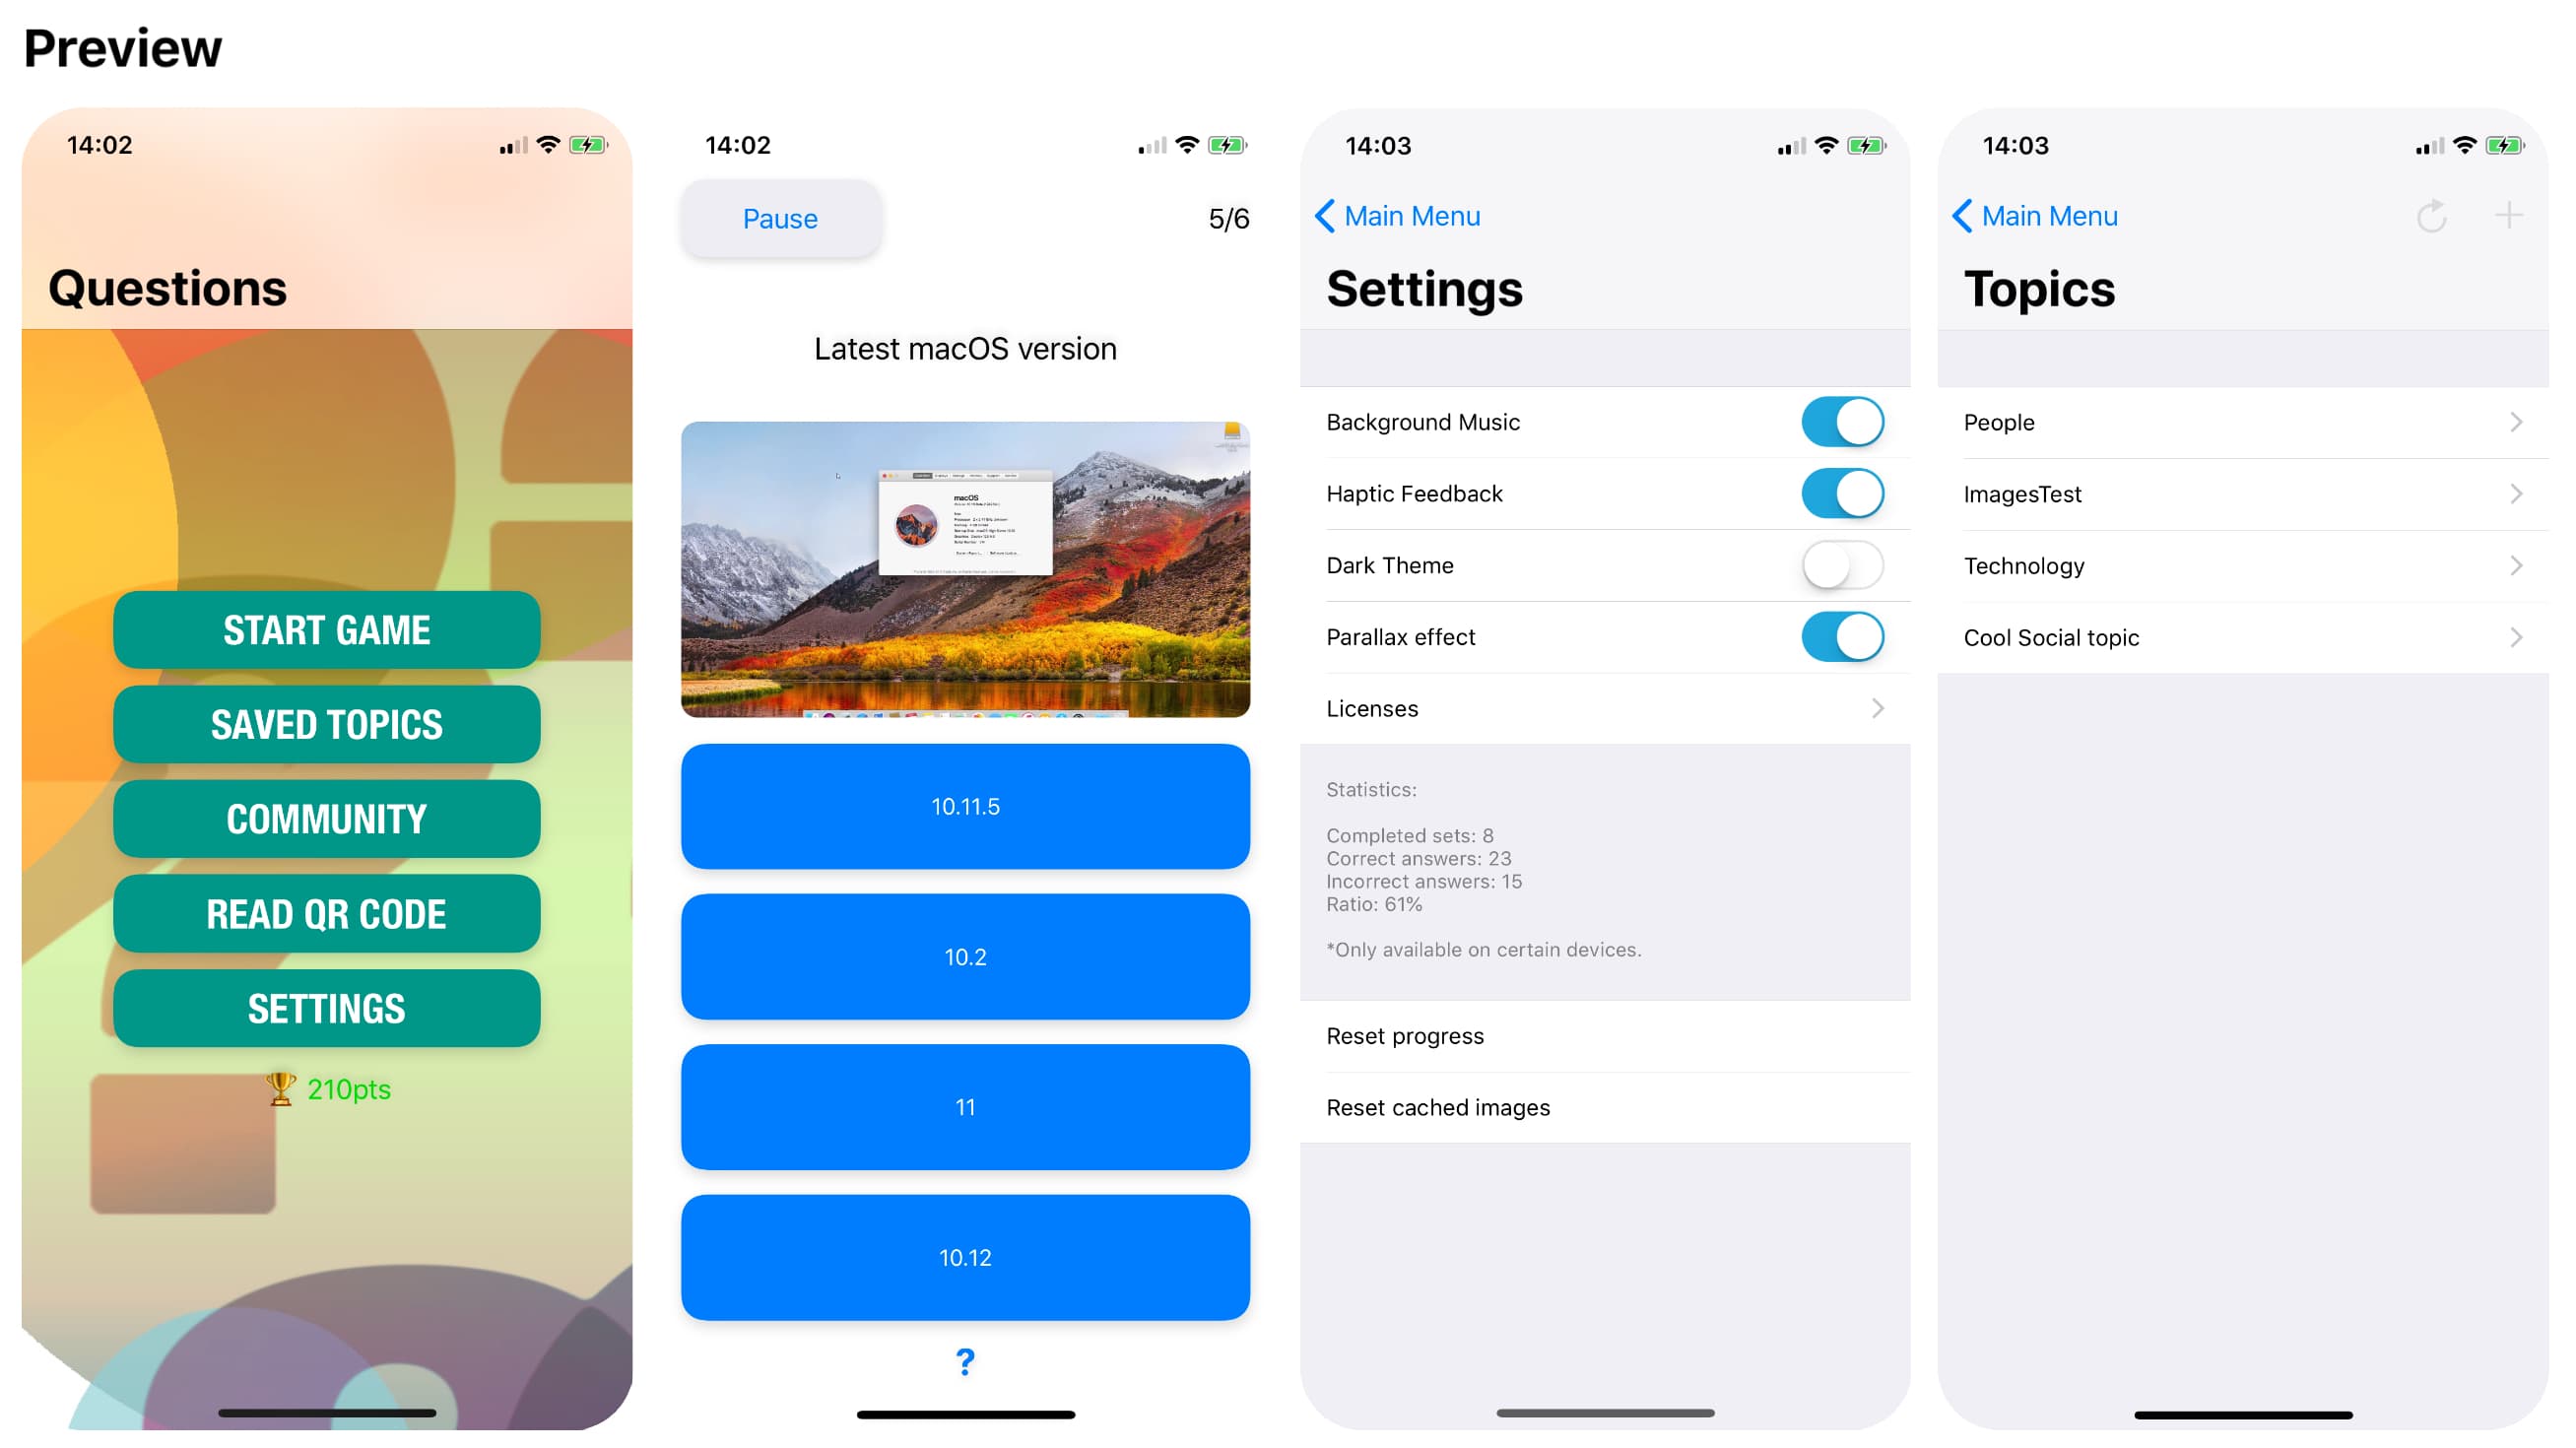 Preview
14:02
Questions
START GAME
SAVED TOPICS
COMMUNITY
READ QR CODE
SETTINGS
210pts
14:02
Pause
5/6
Latest macOS version
macOS
10.11.5
10.2
11
10.12
?
14:03
Main Menu
Settings
Background Music
Haptic Feedback
Dark Theme
Parallax effect
Licenses
Statistics:
Completed sets: 8
Correct answers: 23
Incorrect answers: 15
Ratio: 61%
*Only available on certain devices.
Reset progress
Reset cached images
14:03
Main Menu
Topics
People
ImagesTest
Technology
Cool Social topic